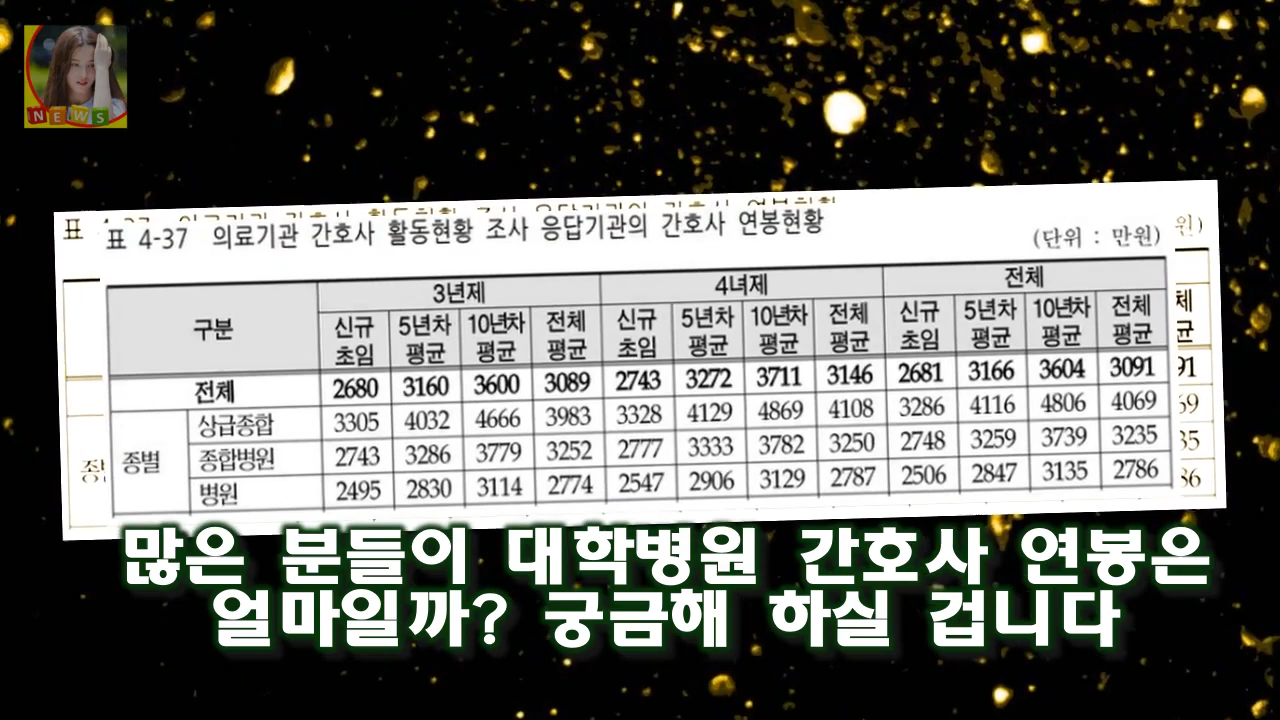 NEWS
표 4-37 의료기관 간호사 활동현황 조사 응답기관의 간호사 연봉현황
(단위 : 만원)
구분 3년제 4녀제 전체
신규 초임 5년차 평균 10년차 평균 전체 평균 신규 초임 5년차 평균 10년차 평균 전체 평균 신규 초임 5년차 평균 10년차 평균 전체 평균
전체 2680 3160 3600 3089 2743 3272 3711 3146 2681 3166 3604 3091
종별 상급종합 3305 4032 4666 3983 3328 4129 4869 4108 3286 4116 4806 4069
종합병원 2743 3286 3779 3252 2777 3333 3782 3250 2748 3259 3739 3235
병원 2495 2830 3114 2774 2547 2906 3129 2787 2506 2847 3135 2786
많은 분들이 대학병원 간호사 연봉은
얼마일까? 궁금해 하실 겁니다